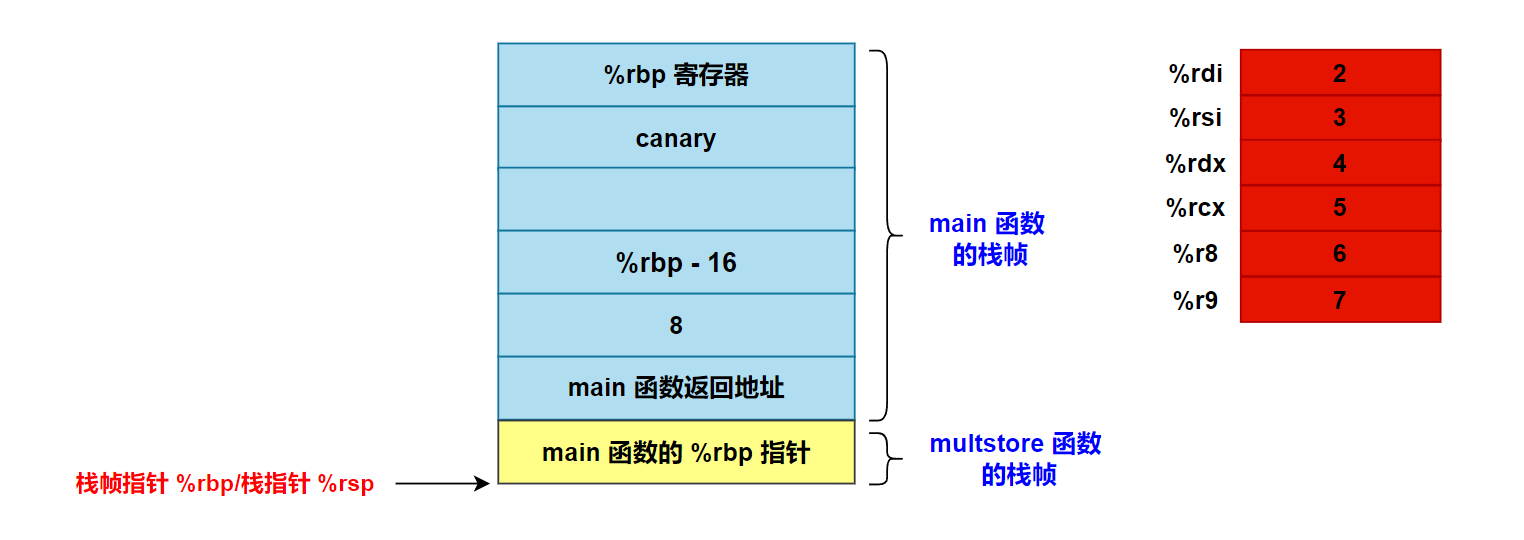 %rbp 寄存器
canary
%rbp - 16
8
main 函数返回地址
main 函数的 %rbp 指针
main 函数
的栈帧
multstore 函数
的栈帧
栈帧指针 %rbp/栈指针 %rsp
%rdi 2
%rsi 3
%rdx 4
%rcx 5
%r8 6
%r9 7